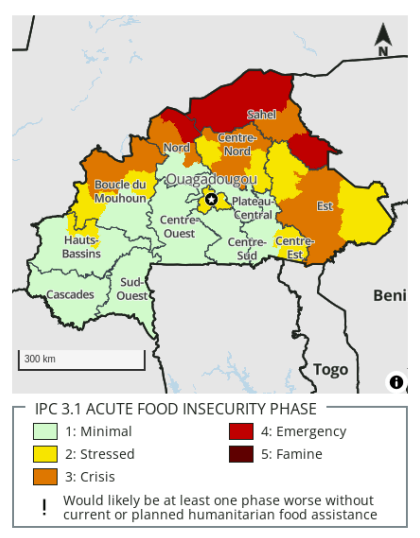 N
Sahel
Centre-
Nord
Nord
Ouagadougou
Boucle du
Mouhoun
Plateau-
Central
Est
Centre-
Ouest
Hauts-
Bassins
Centre-
Sud
Centre-
Est
Sud-
Ouest
Cascades
Beni
300 km
Togo
i
IPC 3.1 ACUTE FOOD INSECURITY PHASE
1: Minimal
4: Emergency
2: Stressed
5: Famine
3: Crisis
! Would likely be at least one phase worse without
current or planned humanitarian food assistance